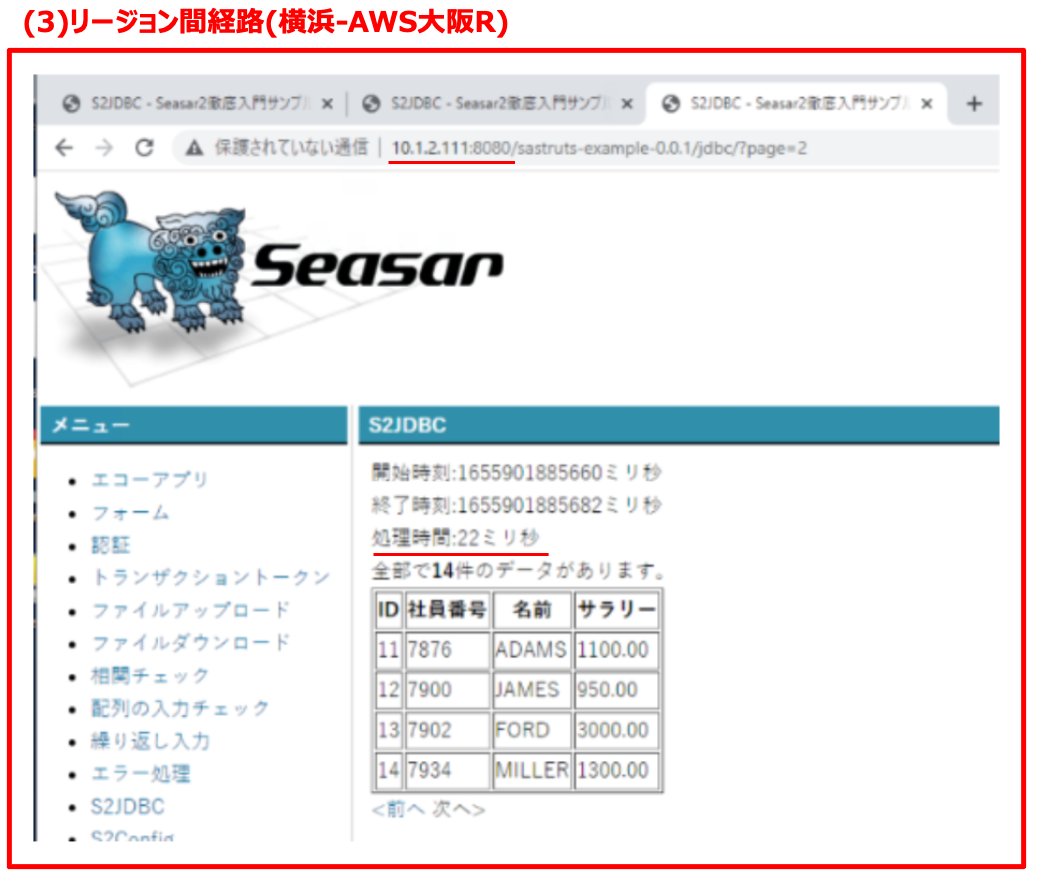 (3)リージョン間経路(横浜-AWS大阪R)
S2JDBC - Seasar2徹底入門サンプル × S2JDBC - Seasar2徹底入門サンプル × S2JDBC - Seasar2徹底入門サンプル × +
保護されていない通信 | 10.1.2.111:8080/sastruts-example-0.0.1/jdbc/?page=2
Seasar
メニュー
エコーアプリ
フォーム
認証
トランザクショントークン
ファイルアップロード
ファイルダウンロード
相関チェック
配列の入力チェック
繰り返し入力
エラー処理
S2JDBC
S2Config
S2JDBC
開始時刻:1655901885660ミリ秒
終了時刻:1655901885682ミリ秒
処理時間:22ミリ秒
全部で14件のデータがあります。
ID 社員番号 名前 サラリー
11 7876 ADAMS 1100.00
12 7900 JAMES 950.00
13 7902 FORD 3000.00
14 7934 MILLER 1300.00
<前へ 次へ>